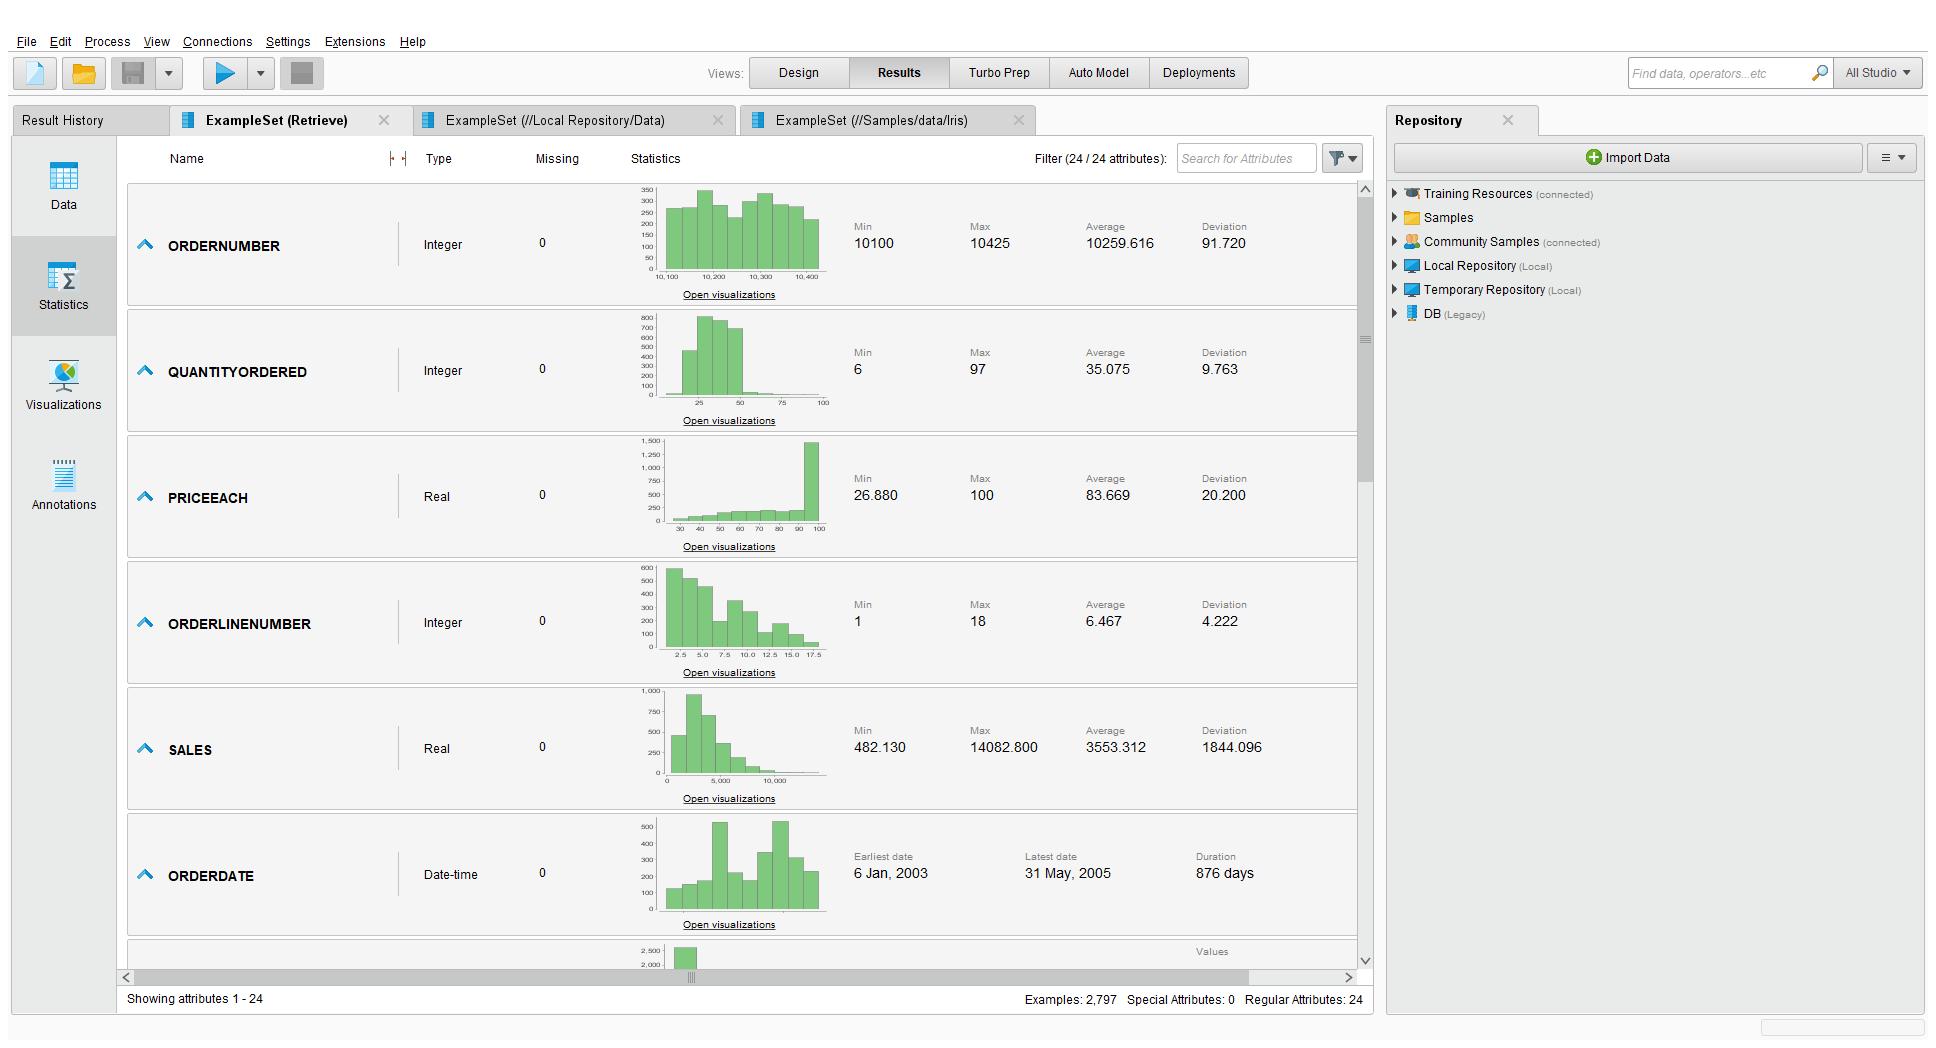 File Edit Process View Connections Settings Extensions Help
Views: Design Results Turbo Prep Auto Model Deployments
Find data, operators...etc All Studio
Result History ExampleSet (Retrieve) ExampleSet (//Local Repository/Data) ExampleSet (//Samples/data/Iris)
Data
Statistics
Visualizations
Annotations
Name Type Missing Statistics Filter (24 / 24 attributes): Search for Attributes
ORDERNUMBER Integer 0
350
300
250
200
150
100
50
0
10,100 10,200 10,300 10,400
Open visualizations
Min Max Average Deviation
10100 10425 10259.616 91.720
QUANTITYORDERED Integer 0
800
700
600
500
400
300
200
100
0
25 50 75 100
Open visualizations
Min Max Average Deviation
6 97 35.075 9.763
PRICEEACH Real 0
1,500
1,250
1,000
750
500
250
0
30 40 50 60 70 80 90 100
Open visualizations
Min Max Average Deviation
26.880 100 83.669 20.200
ORDERLINENUMBER Integer 0
600
500
400
300
200
100
0
2.5 5.0 7.5 10.0 12.5 15.0 17.5
Open visualizations
Min Max Average Deviation
1 18 6.467 4.222
SALES Real 0
1,000
750
500
250
0
0 5,000 10,000
Open visualizations
Min Max Average Deviation
482.130 14082.800 3553.312 1844.096
ORDERDATE Date-time 0
500
400
300
200
100
0
Open visualizations
Earliest date Latest date Duration
6 Jan, 2003 31 May, 2005 876 days
2,500
2,000
Values
Showing attributes 1 - 24
Examples: 2,797 Special Attributes: 0 Regular Attributes: 24
Repository
Import Data
Training Resources (connected)
Samples
Community Samples (connected)
Local Repository (Local)
Temporary Repository (Local)
DB (Legacy)